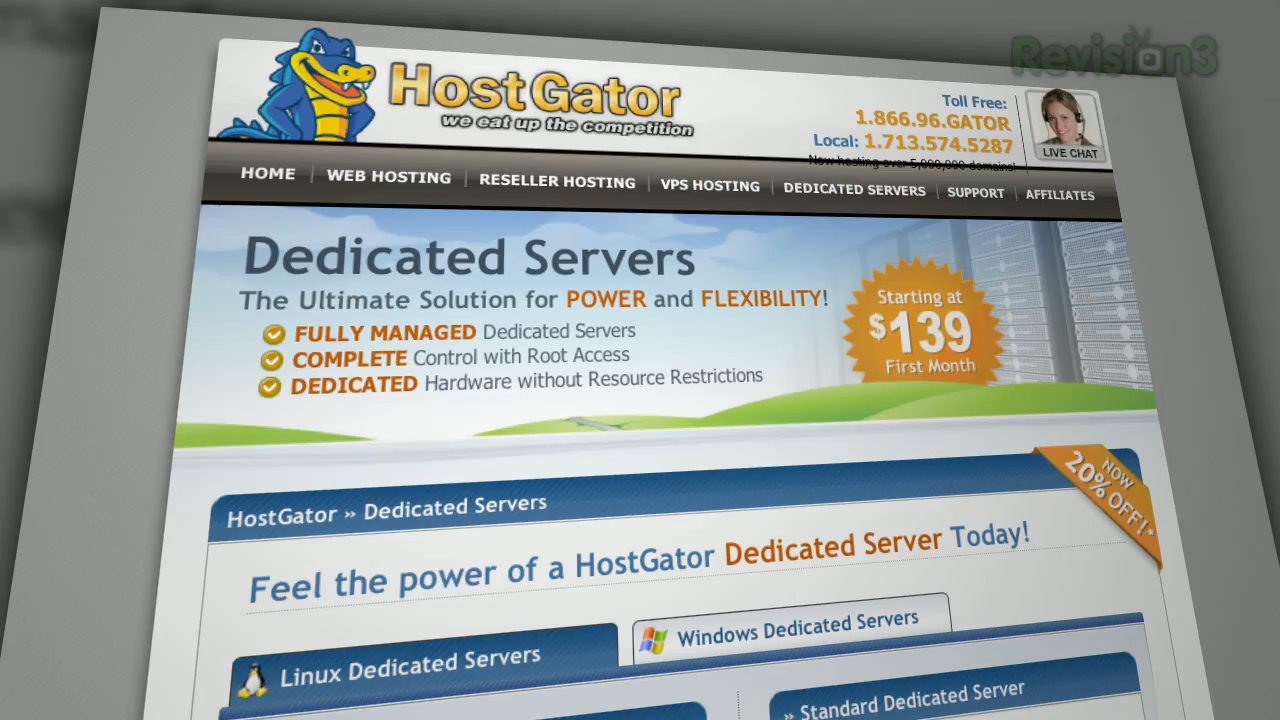 Revision3
HostGator
we eat up the competition
Toll Free:
1.866.96.GATOR
Local: 1.713.574.5287
LIVE CHAT
Now hosting over 5,000,000 domains!
HOME WEB HOSTING RESELLER HOSTING VPS HOSTING DEDICATED SERVERS SUPPORT AFFILIATES
Dedicated Servers
The Ultimate Solution for POWER and FLEXIBILITY!
FULLY MANAGED Dedicated Servers
COMPLETE Control with Root Access
DEDICATED Hardware without Resource Restrictions
Starting at
$139
First Month
HostGator » Dedicated Servers
NOW
20% OFF!*
Feel the power of a HostGator Dedicated Server Today!
Linux Dedicated Servers
Windows Dedicated Servers
» Standard Dedicated Server